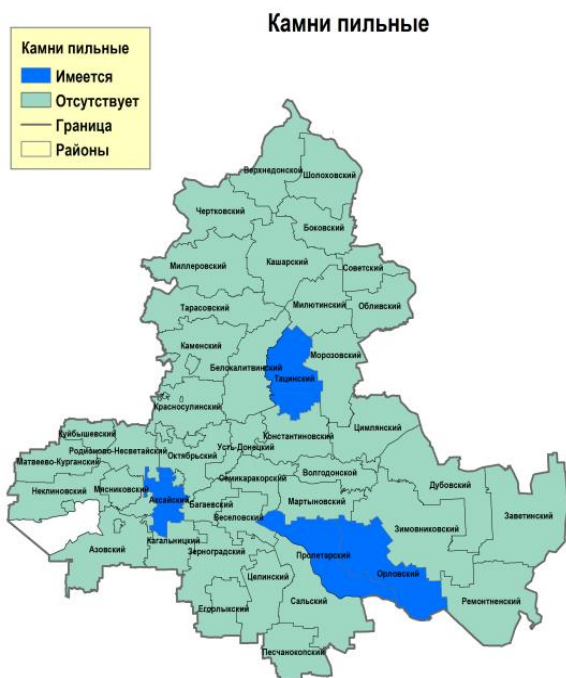 Камни пильные
Камни пильные
Имеется
Отсутствует
Граница
Районы
Верхнедонской
Шолоховский
Чертковский
Боковский
Миллеровский
Кашарский
Советский
Милютинский
Обливский
Тарасовский
Каменский
Белокалитвинский
Морозовский
Тацинский
Красносулинский
Цимлянский
Константиновский
Куйбышевский
Родионово-Несветайский
Усть-Донецкий
Октябрьский
Матвеево-Курганский
Волгодонской
Дубовский
Семикаракорский
Неклиновский
Мясниковский
Аксайский
Мартыновский
Багаевский
Заветинский
Веселовский
Зимовниковский
Кагальницкий
Азовский
Зерноградский
Пролетарский
Орловский
Целинский
Егорлыкский
Сальский
Ремонтненский
Песчанокопский